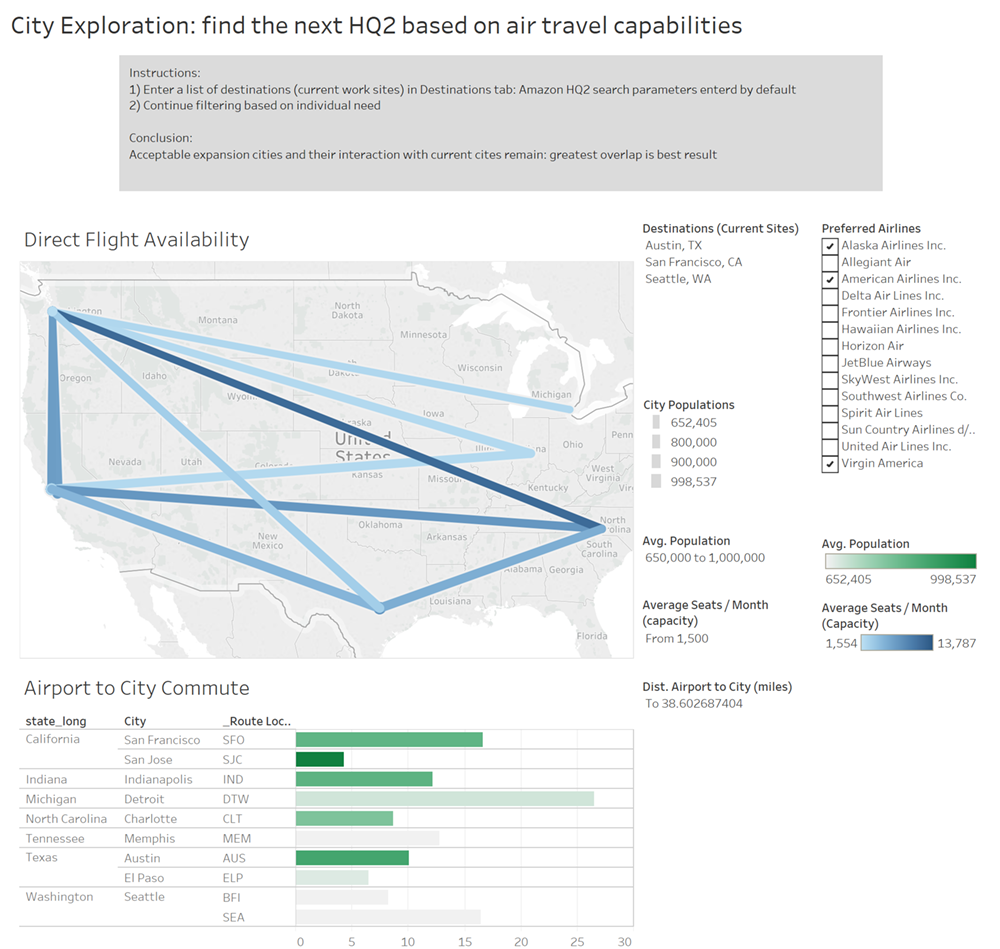 City Exploration: find the next HQ2 based on air travel capabilities
Instructions:
1) Enter a list of destinations (current work sites) in Destinations tab: Amazon HQ2 search parameters enterd by default
2) Continue filtering based on individual need
Conclusion:
Acceptable expansion cities and their interaction with current cites remain: greatest overlap is best result
Direct Flight Availability
Montana
North
Dakota
Minnesota
Wisconsin
Michigan
Oregon
Idaho
Iowa
Nevada
Utah
United
States
Kansas
Ohio
West
Virginia
Kentucky
Oklahoma
Arkansas
New
Mexico
North
South
Carolina
Georgia
Louisiana
Florida
Destinations (Current Sites)
Austin, TX
San Francisco, CA
Seattle, WA
City Populations
652,405
800,000
900,000
998,537
Avg. Population
650,000 to 1,000,000
Average Seats / Month
(capacity)
From 1,500
Preferred Airlines
Alaska Airlines Inc.
Allegiant Air
American Airlines Inc.
Delta Air Lines Inc.
Frontier Airlines Inc.
Hawaiian Airlines Inc.
Horizon Air
JetBlue Airways
SkyWest Airlines Inc.
Southwest Airlines Co.
Spirit Air Lines
Sun Country Airlines d/..
United Air Lines Inc.
Virgin America
Avg. Population
652,405 998,537
Average Seats / Month
(Capacity)
1,554 13,787
Airport to City Commute
Dist. Airport to City (miles)
To 38.602687404
state_long City _Route Loc..
California San Francisco SFO
San Jose SJC
Indiana Indianapolis IND
Michigan Detroit DTW
North Carolina Charlotte CLT
Tennessee Memphis MEM
Texas Austin AUS
El Paso ELP
Washington Seattle BFI
SEA
0 5 10 15 20 25 30